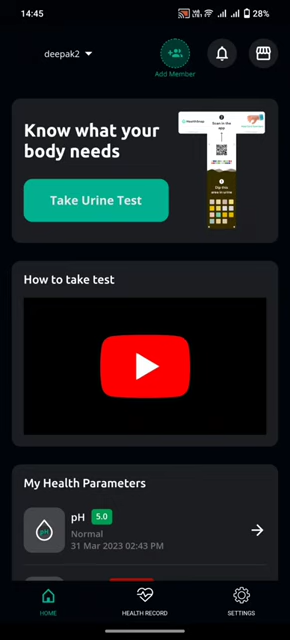 14:45
28%
deepak2
Add Member
Know what your
body needs
Take Urine Test
How to take test
My Health Parameters
pH 5.0
pH
Normal
31 Mar 2023 02:43 PM
HOME
HEALTH RECORD
SETTINGS